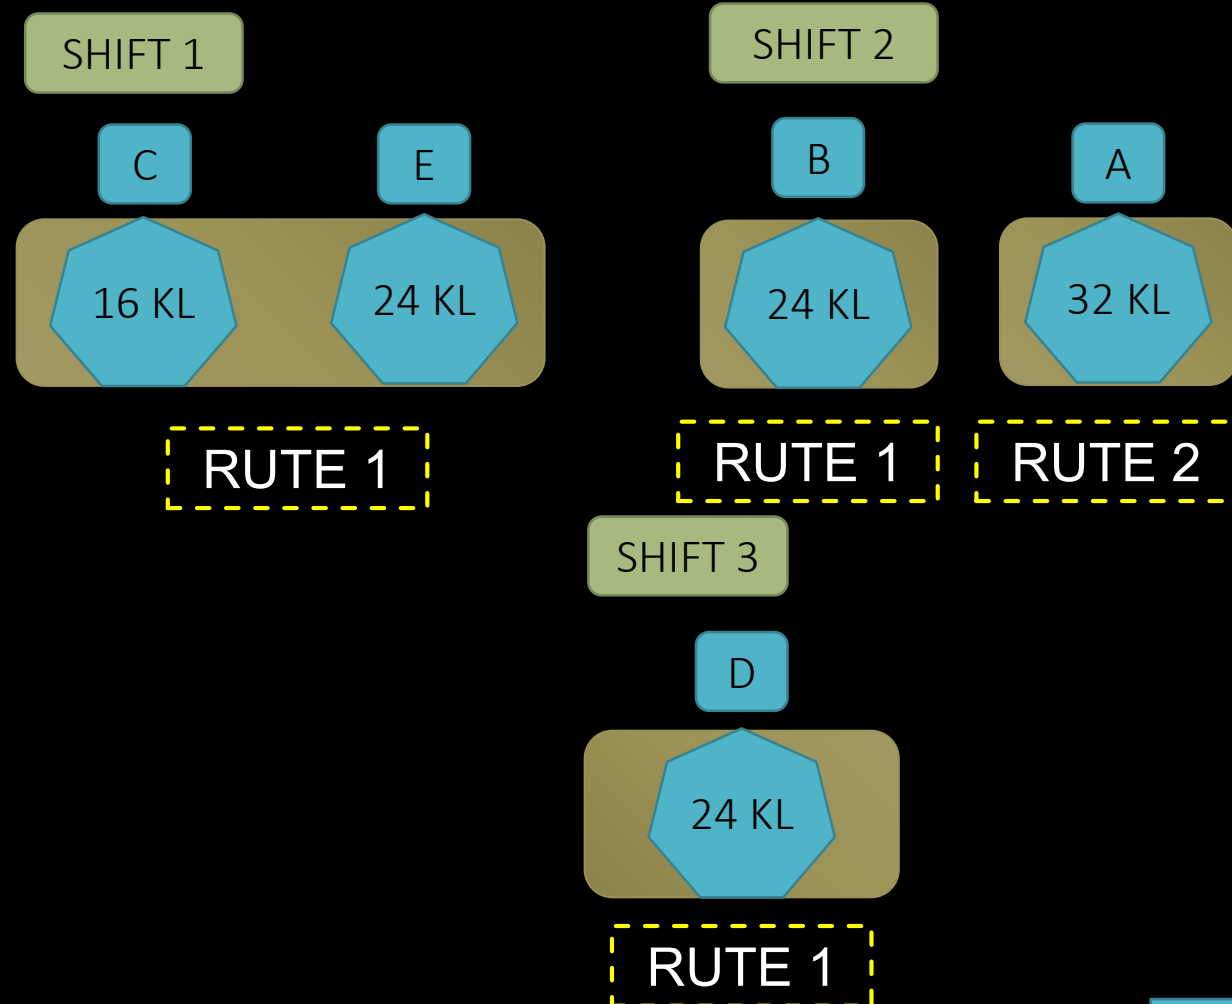 SHIFT 1
C
E
16 KL
24 KL
RUTE 1
SHIFT 2
B
A
24 KL
32 KL
RUTE 1
RUTE 2
SHIFT 3
D
24 KL
RUTE 1